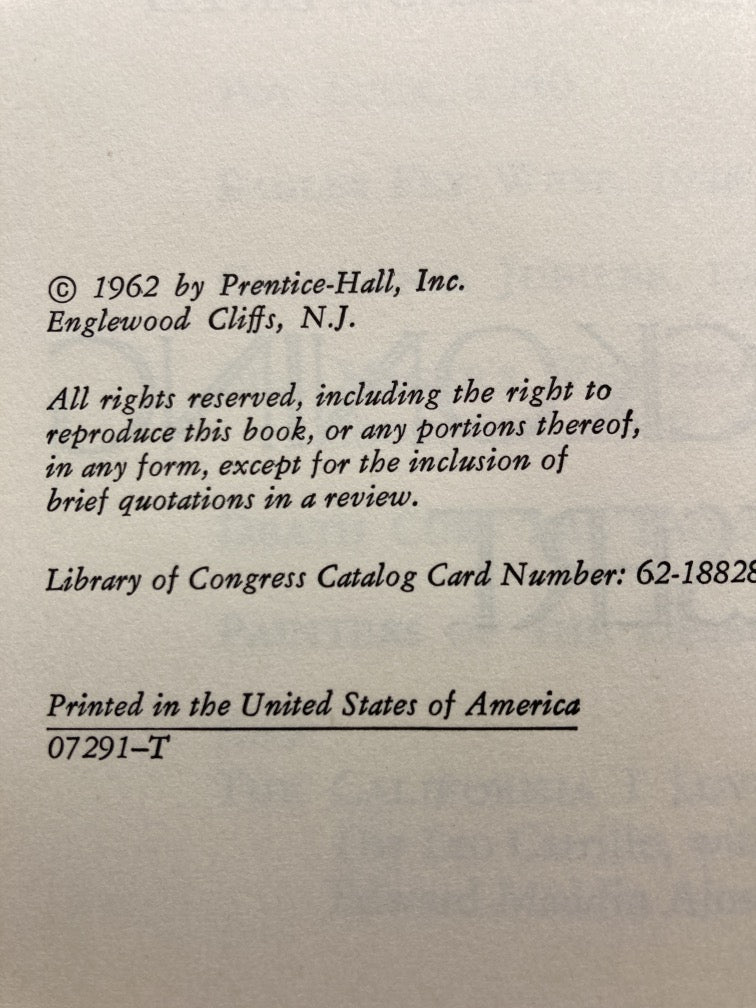 © 1962 by Prentice-Hall, Inc.
Englewood Cliffs, N.J.
All rights reserved, including the right to
reproduce this book, or any portions thereof,
in any form, except for the inclusion of
brief quotations in a review.
Library of Congress Catalog Card Number: 62-18828
Printed in the United States of America
07291–T